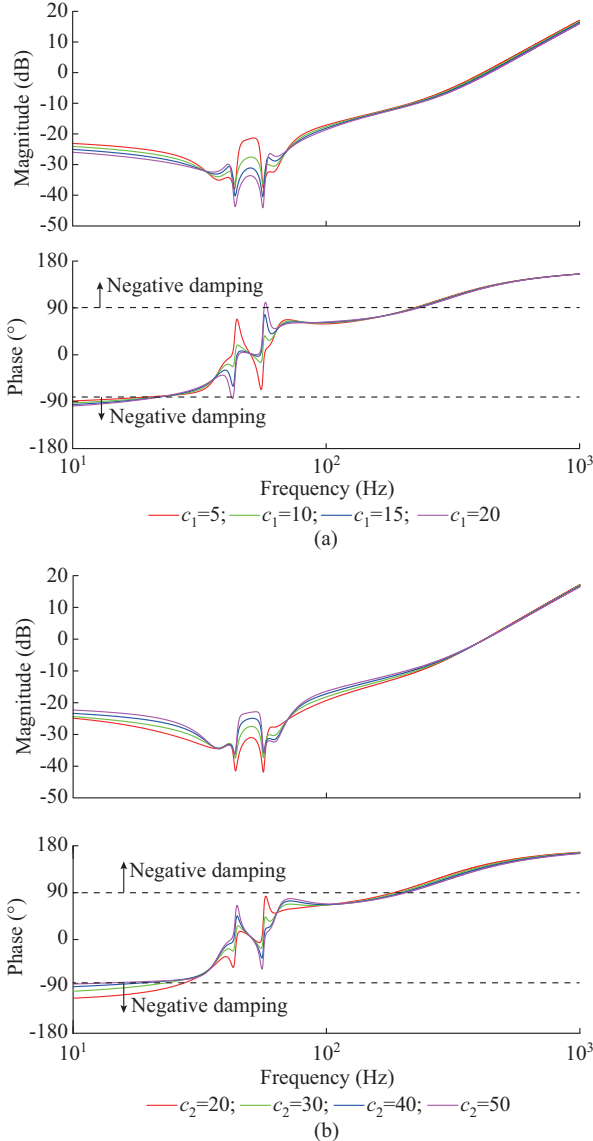 20
10
0
-10
-20
-30
-40
-50
Magnitude (dB)
180
90
0
-90
-180
Phase (°)
Negative damping
Negative damping
10¹ 10² 10³
Frequency (Hz)
c₁=5; c₁=10; c₁=15; c₁=20
(a)
20
10
0
-10
-20
-30
-40
-50
Magnitude (dB)
180
90
0
-90
-180
Phase (°)
Negative damping
Negative damping
10¹ 10² 10³
Frequency (Hz)
c₂=20; c₂=30; c₂=40; c₂=50
(b)